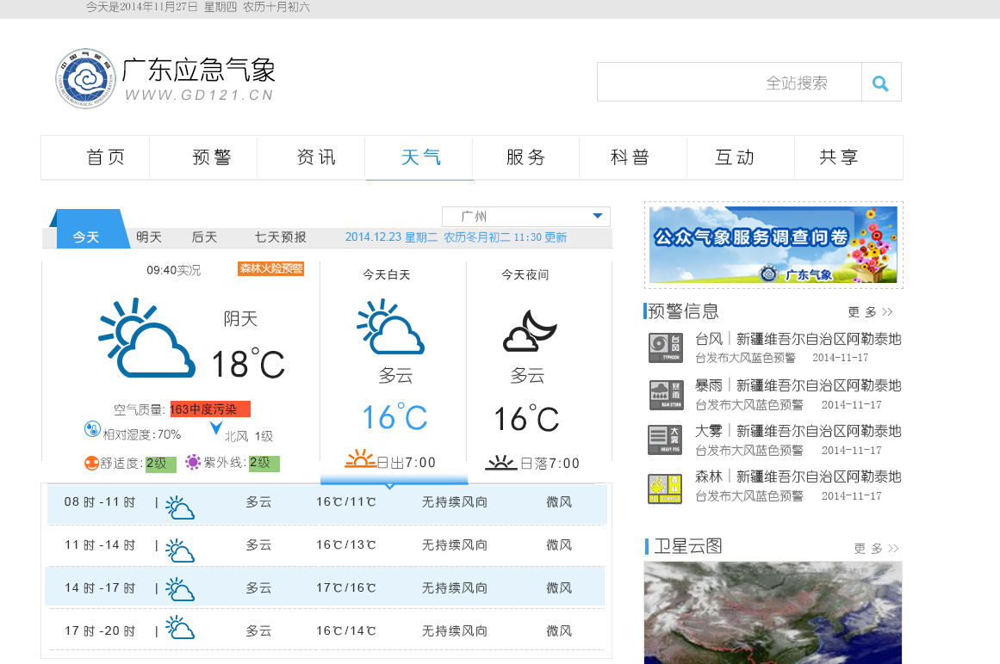 今天是2014年11月27日 星期四 农历十月初六
广东应急气象
WWW.GD121.CN
全站搜索
首页 预警 资讯 天气 服务 科普 互动 共享
广州
今天 明天 后天 七天预报 2014.12.23 星期二 农历冬月初二 11:30 更新
09:40实况 森林火险预警
阴天
18℃
空气质量: 163中度污染
相对湿度:70% 北风 1级
舒适度: 2级 紫外线: 2级
今天白天
多云
16℃
日出7:00
今天夜间
多云
16℃
日落7:00
08 时 -11 时 | 多云 16℃/11℃ 无持续风向 微风
11 时 -14 时 | 多云 16℃/13℃ 无持续风向 微风
14 时 -17 时 | 多云 17℃/16℃ 无持续风向 微风
17 时 -20 时 | 多云 16℃/14℃ 无持续风向 微风
公众气象服务调查问卷
广东气象
预警信息 更 多 >>
台风 TYPHOON
台风｜新疆维吾尔自治区阿勒泰地
台发布大风蓝色预警 2014-11-17
暴雨 RAIN STORM
暴雨｜新疆维吾尔自治区阿勒泰地
台发布大风蓝色预警 2014-11-17
大雾 HEAVY FOG
大雾｜新疆维吾尔自治区阿勒泰地
台发布大风蓝色预警 2014-11-17
森林
森林｜新疆维吾尔自治区阿勒泰地
台发布大风蓝色预警 2014-11-17
卫星云图 更 多 >>